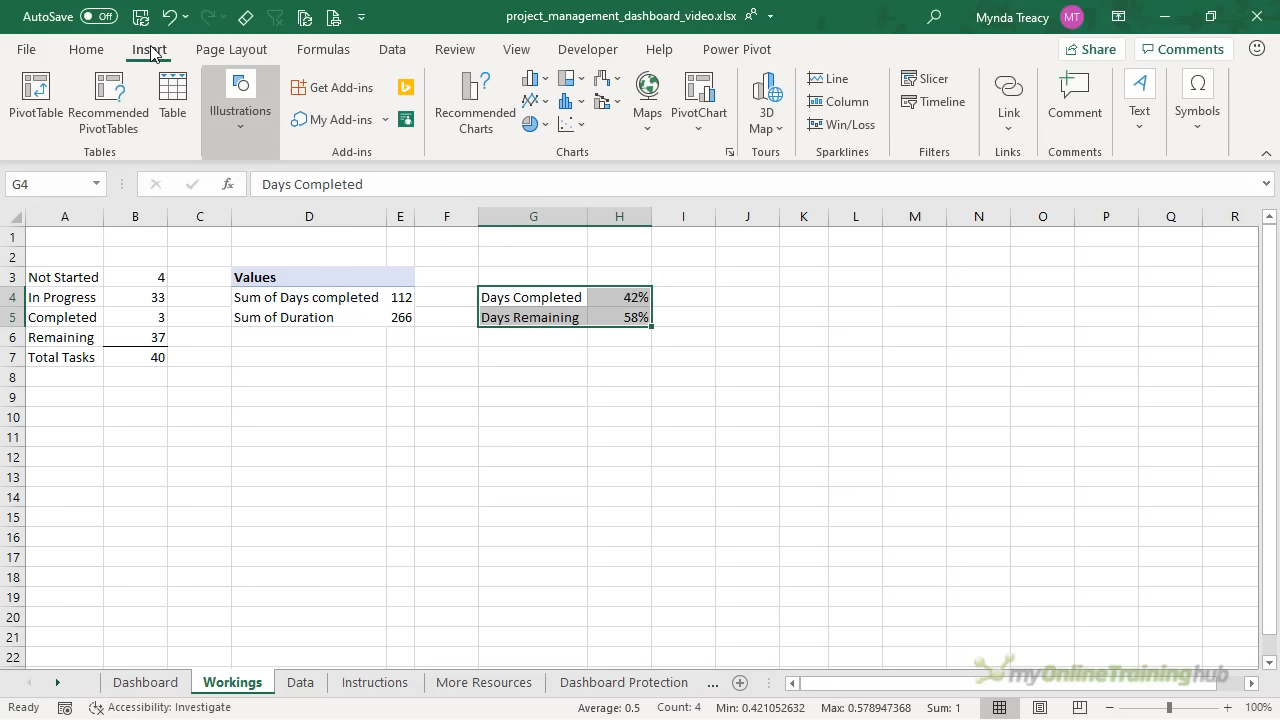 AutoSave Off project_management_dashboard_video.xlsx Mynda Treacy MT
File Home Insert Page Layout Formulas Data Review View Developer Help Power Pivot Share Comments
PivotTable Recommended PivotTables Table Illustrations Get Add-ins My Add-ins Recommended Charts Maps PivotChart 3D Map Line Column Win/Loss Slicer Timeline Link Comment Text Symbols
Tables Add-ins Charts Tours Sparklines Filters Links Comments
G4 fx Days Completed
A B C D E F G H I J K L M N O P Q R
1
2
3 Not Started 4 Values
4 In Progress 33 Sum of Days completed 112 Days Completed 42%
5 Completed 3 Sum of Duration 266 Days Remaining 58%
6 Remaining 37
7 Total Tasks 40
8
9
10
11
12
13
14
15
16
17
18
19
20
21
22
Dashboard Workings Data Instructions More Resources Dashboard Protection ...
myOnlineTraininghub
Ready Accessibility: Investigate Average: 0.5 Count: 4 Min: 0.421052632 Max: 0.578947368 Sum: 1 100%